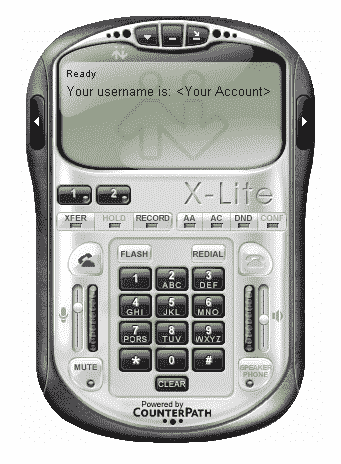 Ready
Your username is: <Your Account>
1 2
X-Lite
XFER HOLD RECORD AA AC DND CONF
FLASH REDIAL
1 2 ABC 3 DEF
4 GHI 5 JKL 6 MNO
7 PQRS 8 TUV 9 WXYZ
* 0 #
MUTE CLEAR SPEAKER PHONE
Powered by
COUNTERPATH